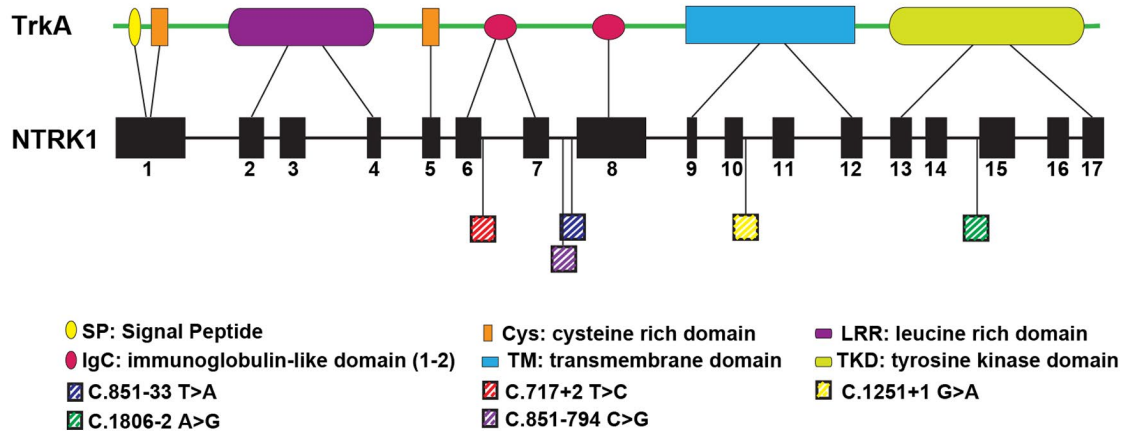 TrkA
NTRK1
1 2 3 4 5 6 7 8 9 10 11 12 13 14 15 16 17
SP: Signal Peptide Cys: cysteine rich domain LRR: leucine rich domain
IgC: immunoglobulin-like domain (1-2) TM: transmembrane domain TKD: tyrosine kinase domain
C.851-33 T>A C.717+2 T>C C.1251+1 G>A
C.1806-2 A>G C.851-794 C>G